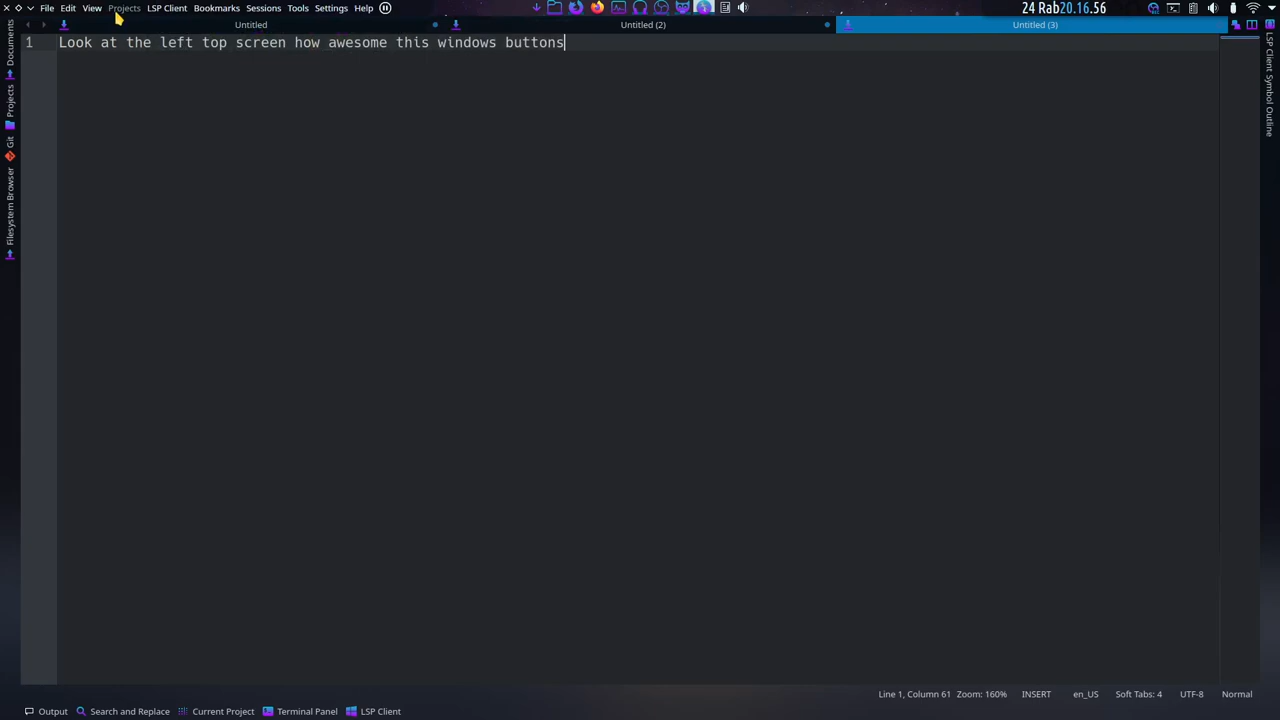 File Edit View Projects LSP Client Bookmarks Sessions Tools Settings Help 24 Rab20.16.56
Untitled Untitled (2) Untitled (3)
1 Look at the left top screen how awesome this windows buttons
Documents
Projects
Git
Filesystem Browser
LSP Client Symbol Outline
Line 1, Column 61 Zoom: 160% INSERT en_US Soft Tabs: 4 UTF-8 Normal
Output Search and Replace Current Project Terminal Panel LSP Client